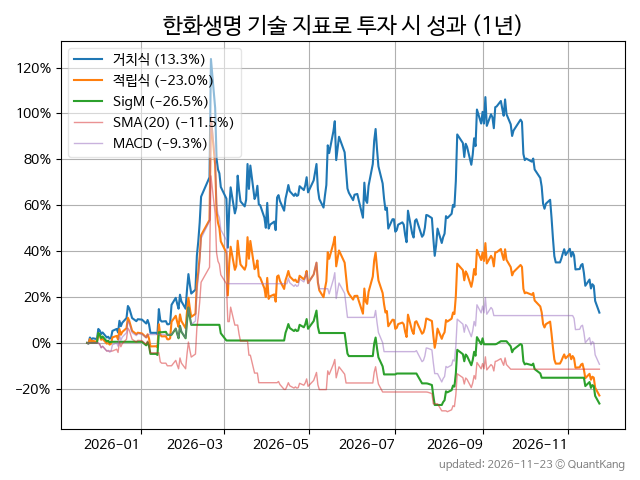 한화생명 기술 지표로 투자 시 성과 (1년)
거치식 (13.3%)
적립식 (−23.0%)
SigM (−26.5%)
SMA(20) (−11.5%)
MACD (−9.3%)
120%
100%
80%
60%
40%
20%
0%
−20%
2026-01 2026-03 2026-05 2026-07 2026-09 2026-11
updated: 2026-11-23 ⓒ QuantKang